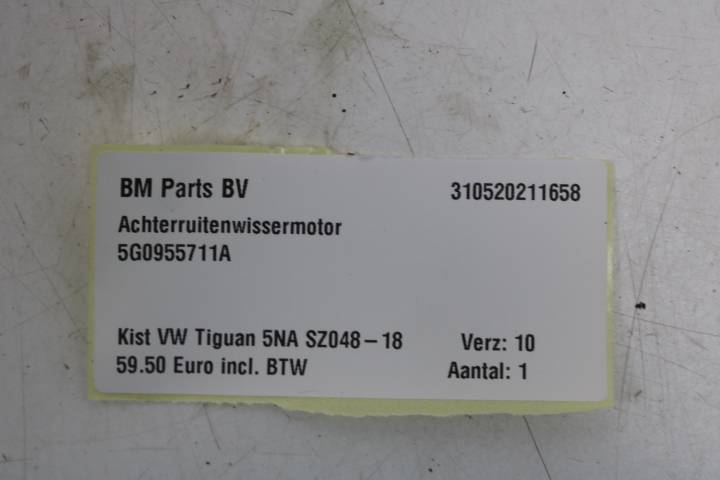 BM Parts BV 310520211658
Achterruitenwissermotor
5G0955711A
Kist VW Tiguan 5NA SZ048-18 Verz: 10
59.50 Euro incl. BTW Aantal: 1